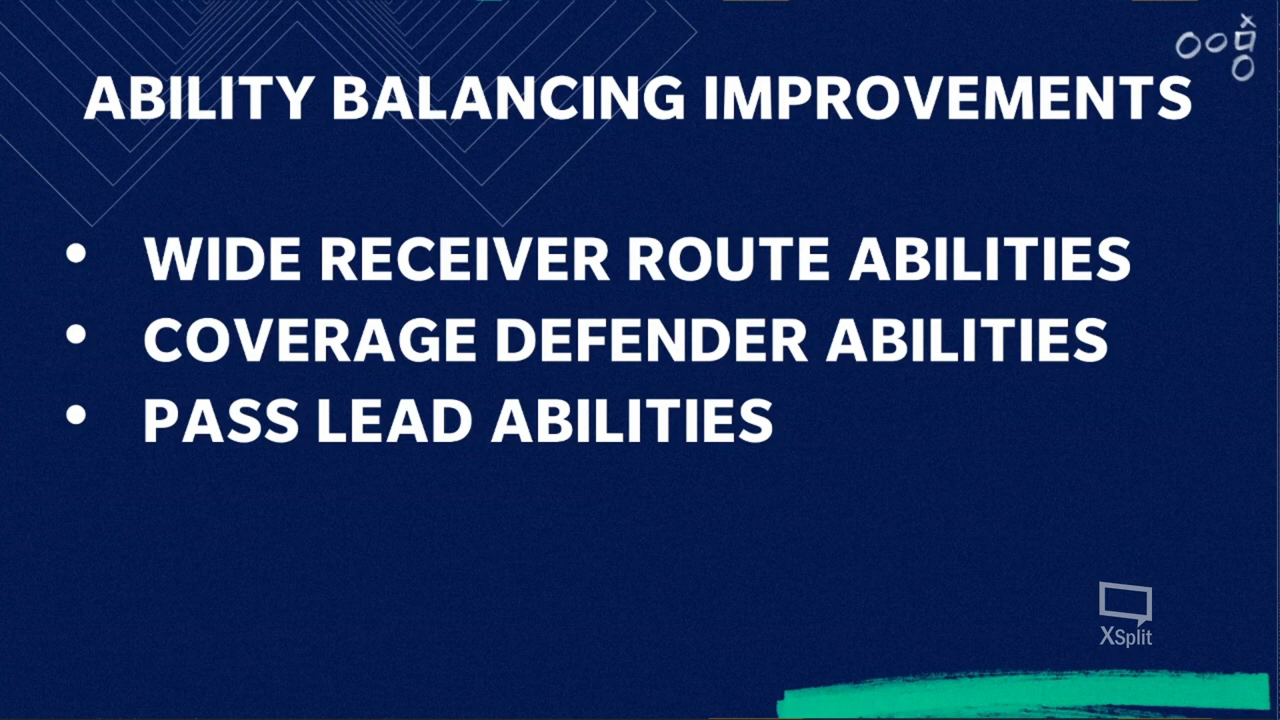 ABILITY BALANCING IMPROVEMENTS
• WIDE RECEIVER ROUTE ABILITIES
• COVERAGE DEFENDER ABILITIES
• PASS LEAD ABILITIES
XSplit